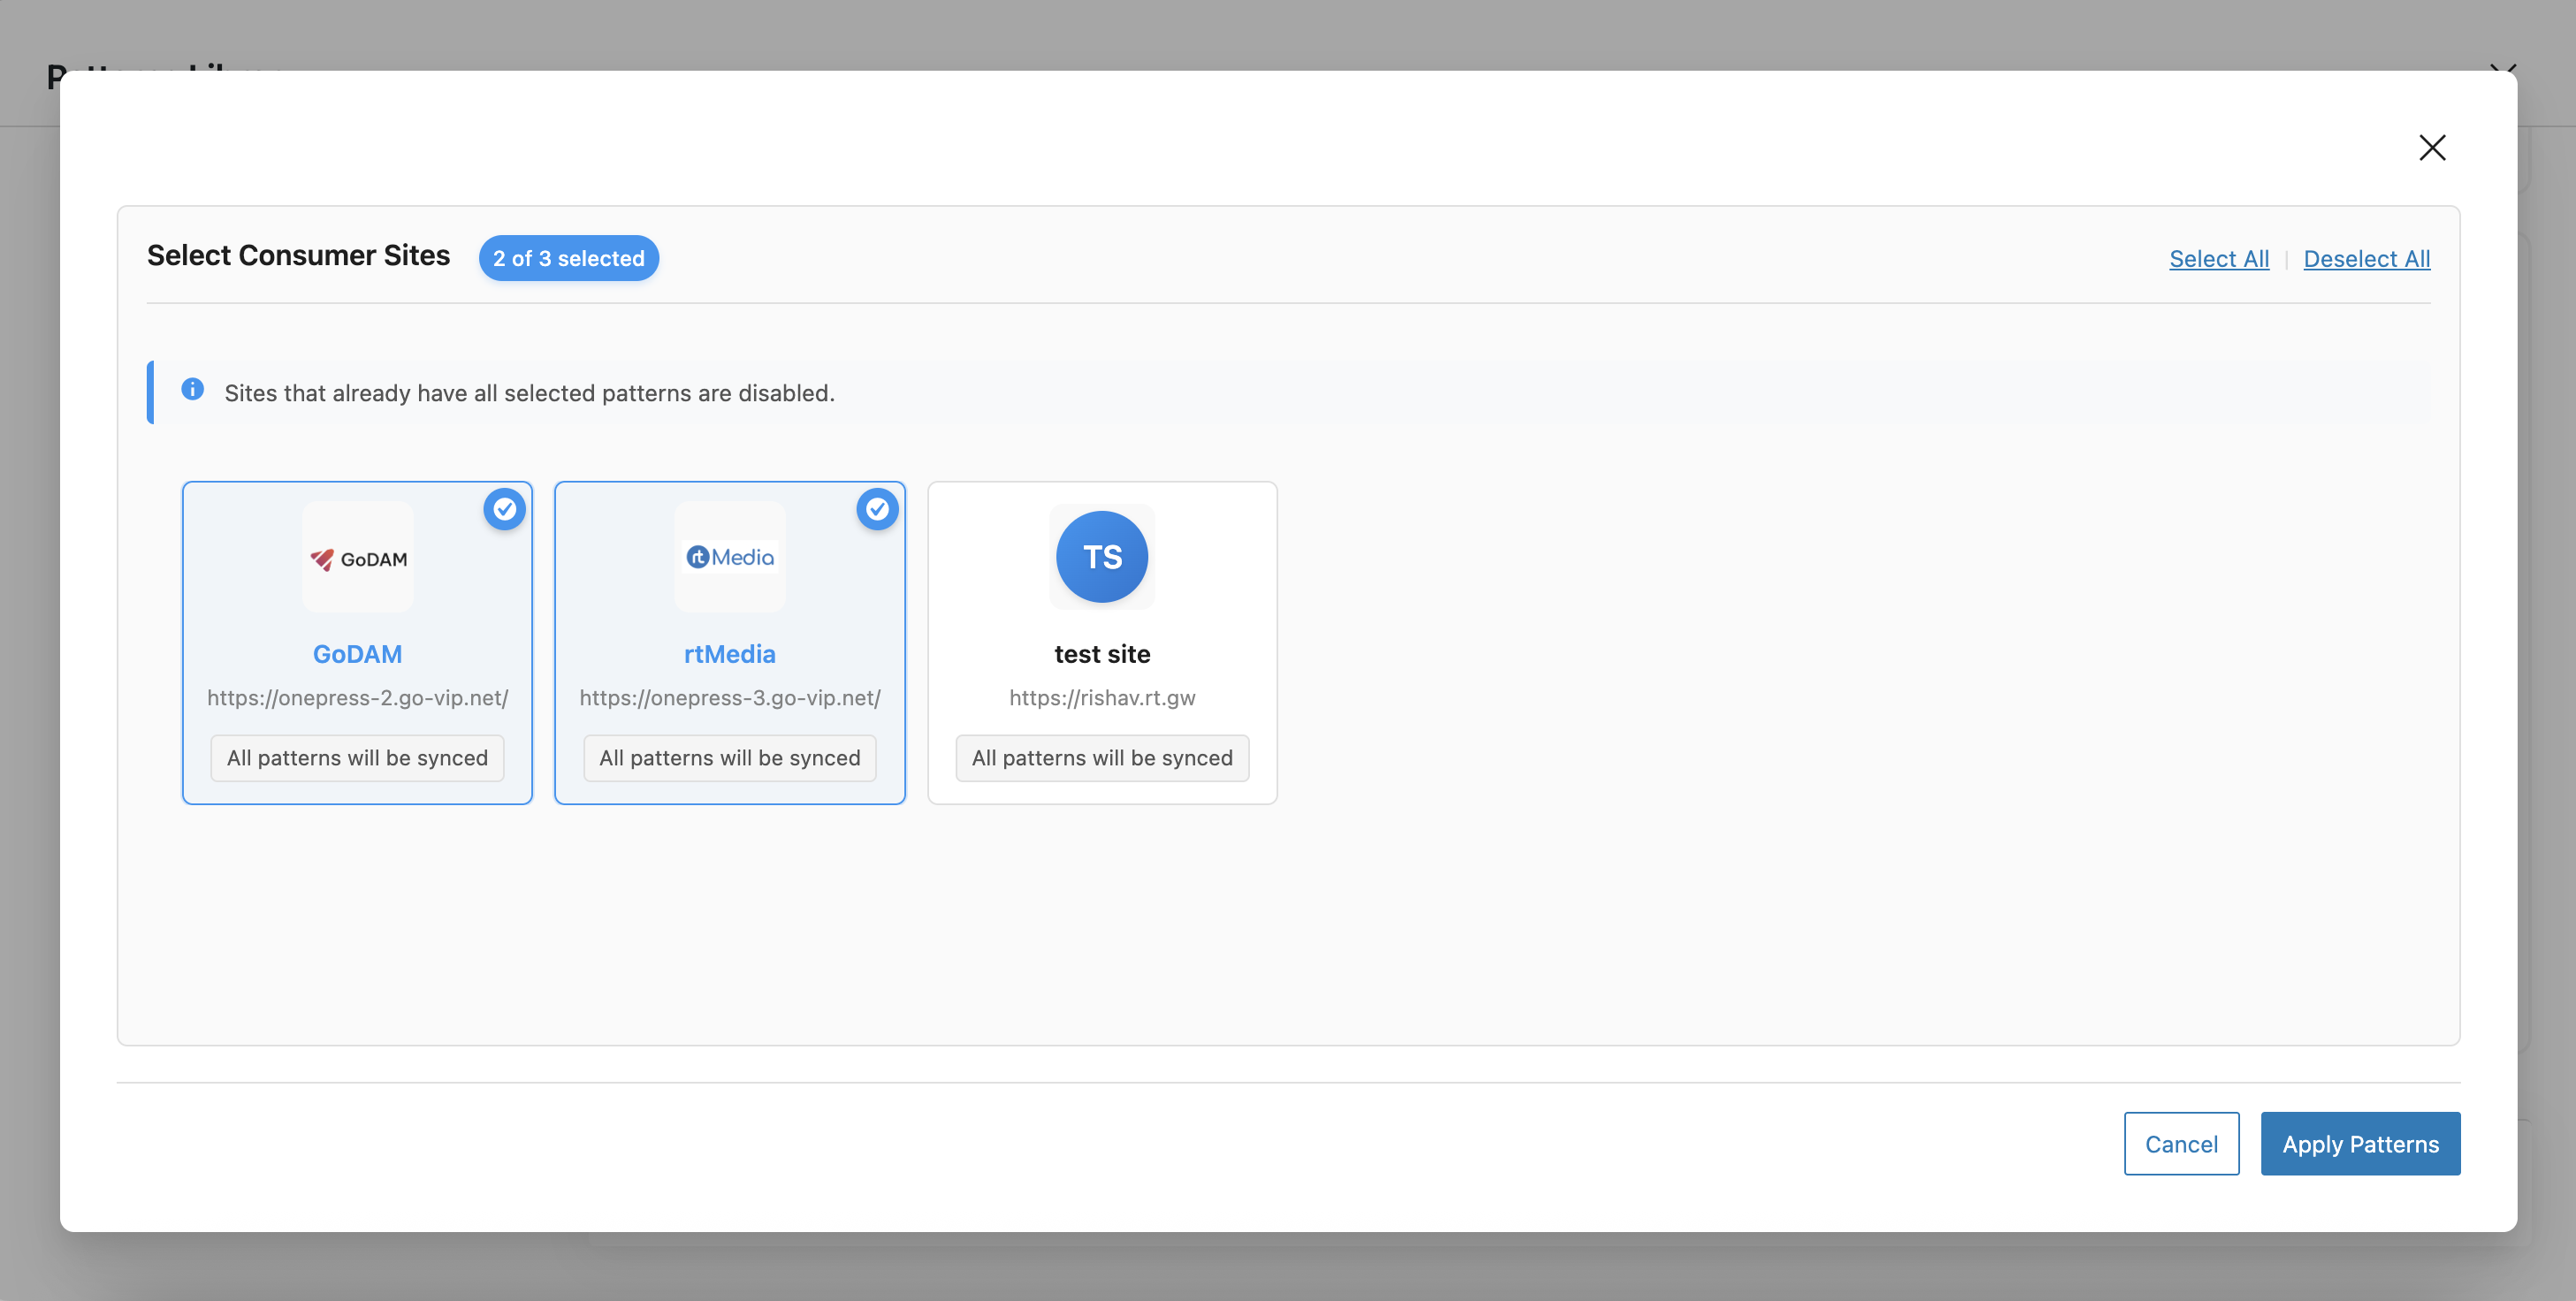 Select Consumer Sites 2 of 3 selected Select All | Deselect All
Sites that already have all selected patterns are disabled.
GoDAM
rtMedia
TS
GoDAM
rtMedia
test site
https://onepress-2.go-vip.net/
https://onepress-3.go-vip.net/
https://rishav.rt.gw
All patterns will be synced
All patterns will be synced
All patterns will be synced
Cancel
Apply Patterns